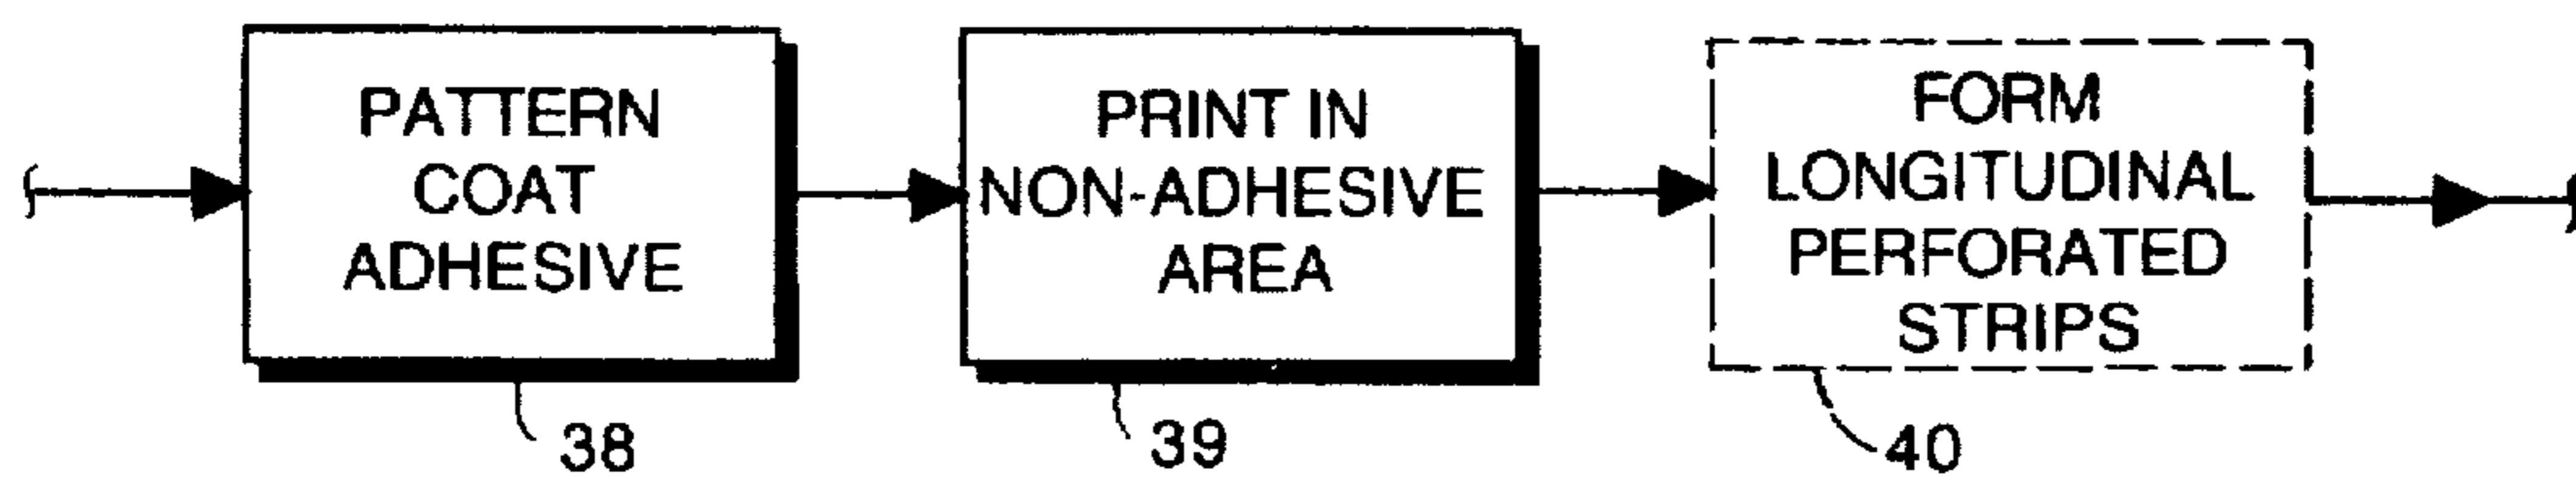 PATTERN
COAT
ADHESIVE
38
PRINT IN
NON-ADHESIVE
AREA
39
FORM
LONGITUDINAL
PERFORATED
STRIPS
40